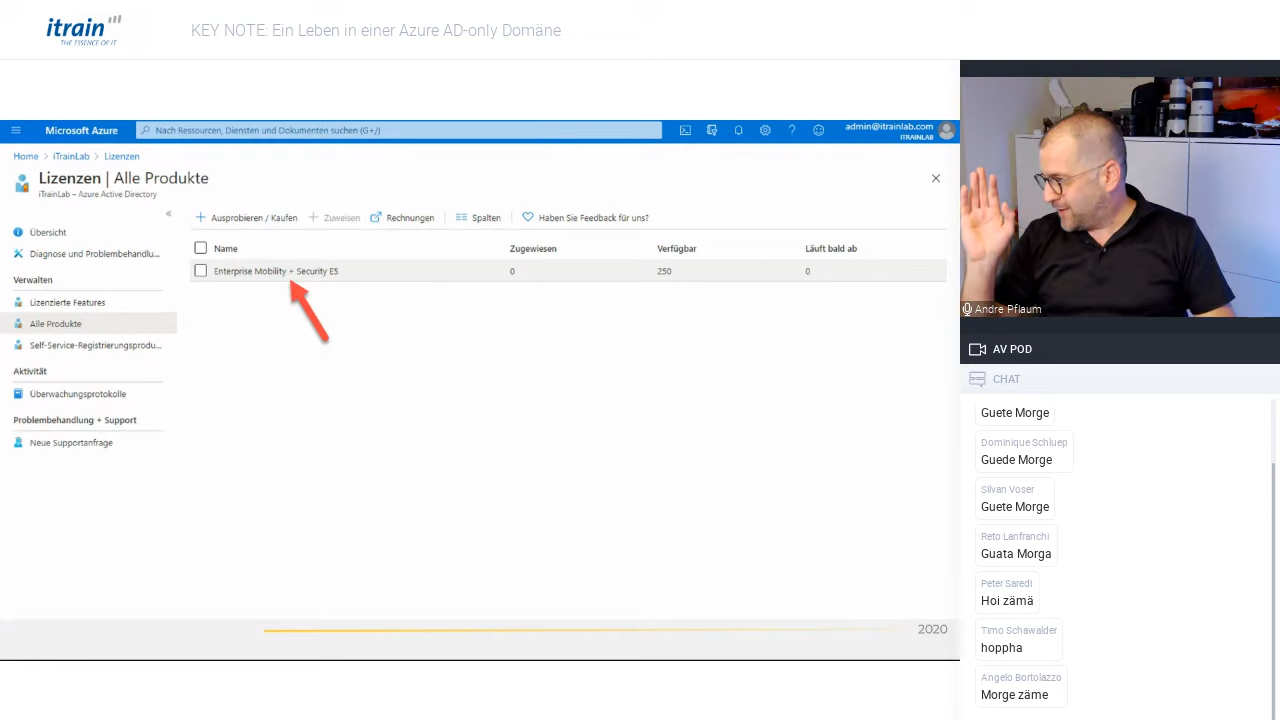 itrain
THE ESSENCE OF IT
KEY NOTE: Ein Leben in einer Azure AD-only Domäne
Microsoft Azure
Nach Ressourcen, Diensten und Dokumenten suchen (G+/)
admin@itrainlab.com
ITRAINLAB
Home > iTrainLab > Lizenzen
Lizenzen | Alle Produkte
iTrainLab – Azure Active Directory
Übersicht
Diagnose und Problembehandlu...
Verwalten
Lizenzierte Features
Alle Produkte
Self-Service-Registrierungsprodu...
Aktivität
Überwachungsprotokolle
Problembehandlung + Support
Neue Supportanfrage
Ausprobieren / Kaufen
Zuweisen
Rechnungen
Spalten
Haben Sie Feedback für uns?
Name Zugewiesen Verfügbar Läuft bald ab
Enterprise Mobility + Security E5 0 250 0
2020
Andre Pflaum
AV POD
CHAT
Guete Morge
Dominique Schluep
Guede Morge
Silvan Voser
Guete Morge
Reto Lanfranchi
Guata Morga
Peter Saredi
Hoi zämä
Timo Schawalder
hoppha
Angelo Bortolazzo
Morge zäme